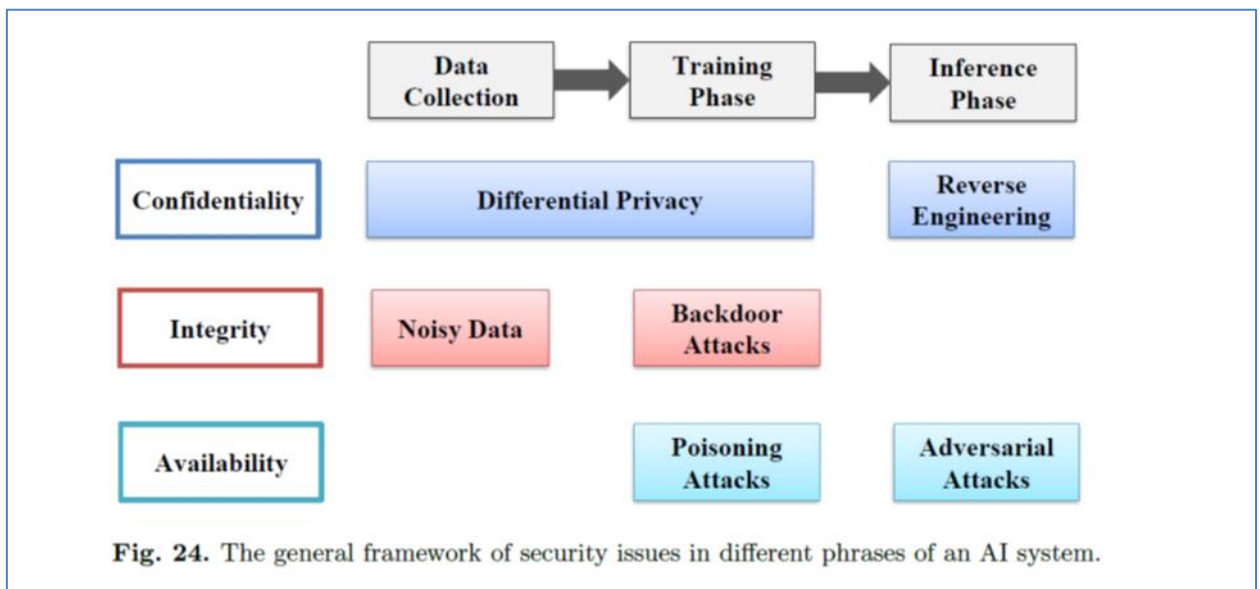 Data
Collection
Training
Phase
Inference
Phase
Confidentiality
Differential Privacy
Reverse
Engineering
Integrity
Noisy Data
Backdoor
Attacks
Availability
Poisoning
Attacks
Adversarial
Attacks
Fig. 24. The general framework of security issues in different phrases of an AI system.